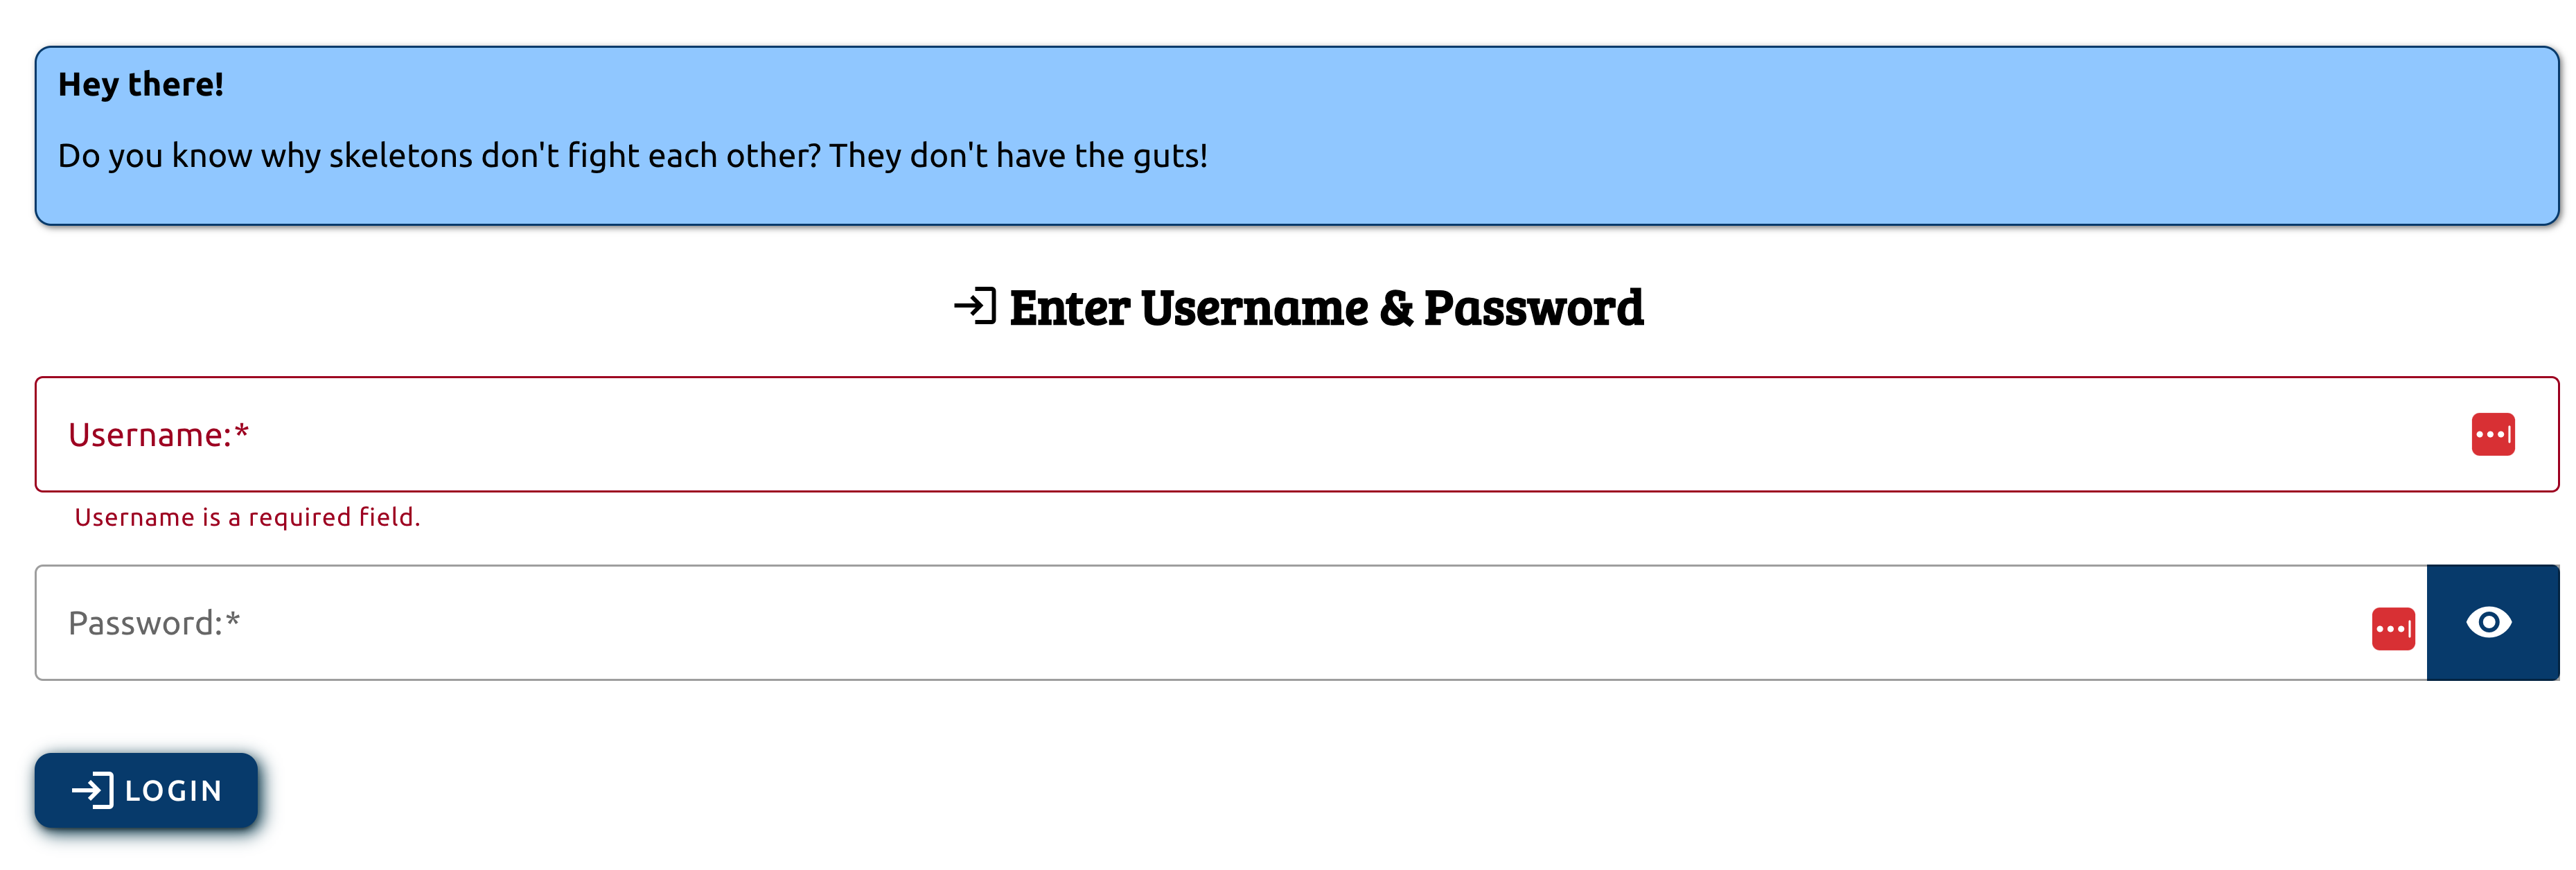 Hey there!
Do you know why skeletons don't fight each other? They don't have the guts!
Enter Username & Password
Username:*
Username is a required field.
Password:*
LOGIN